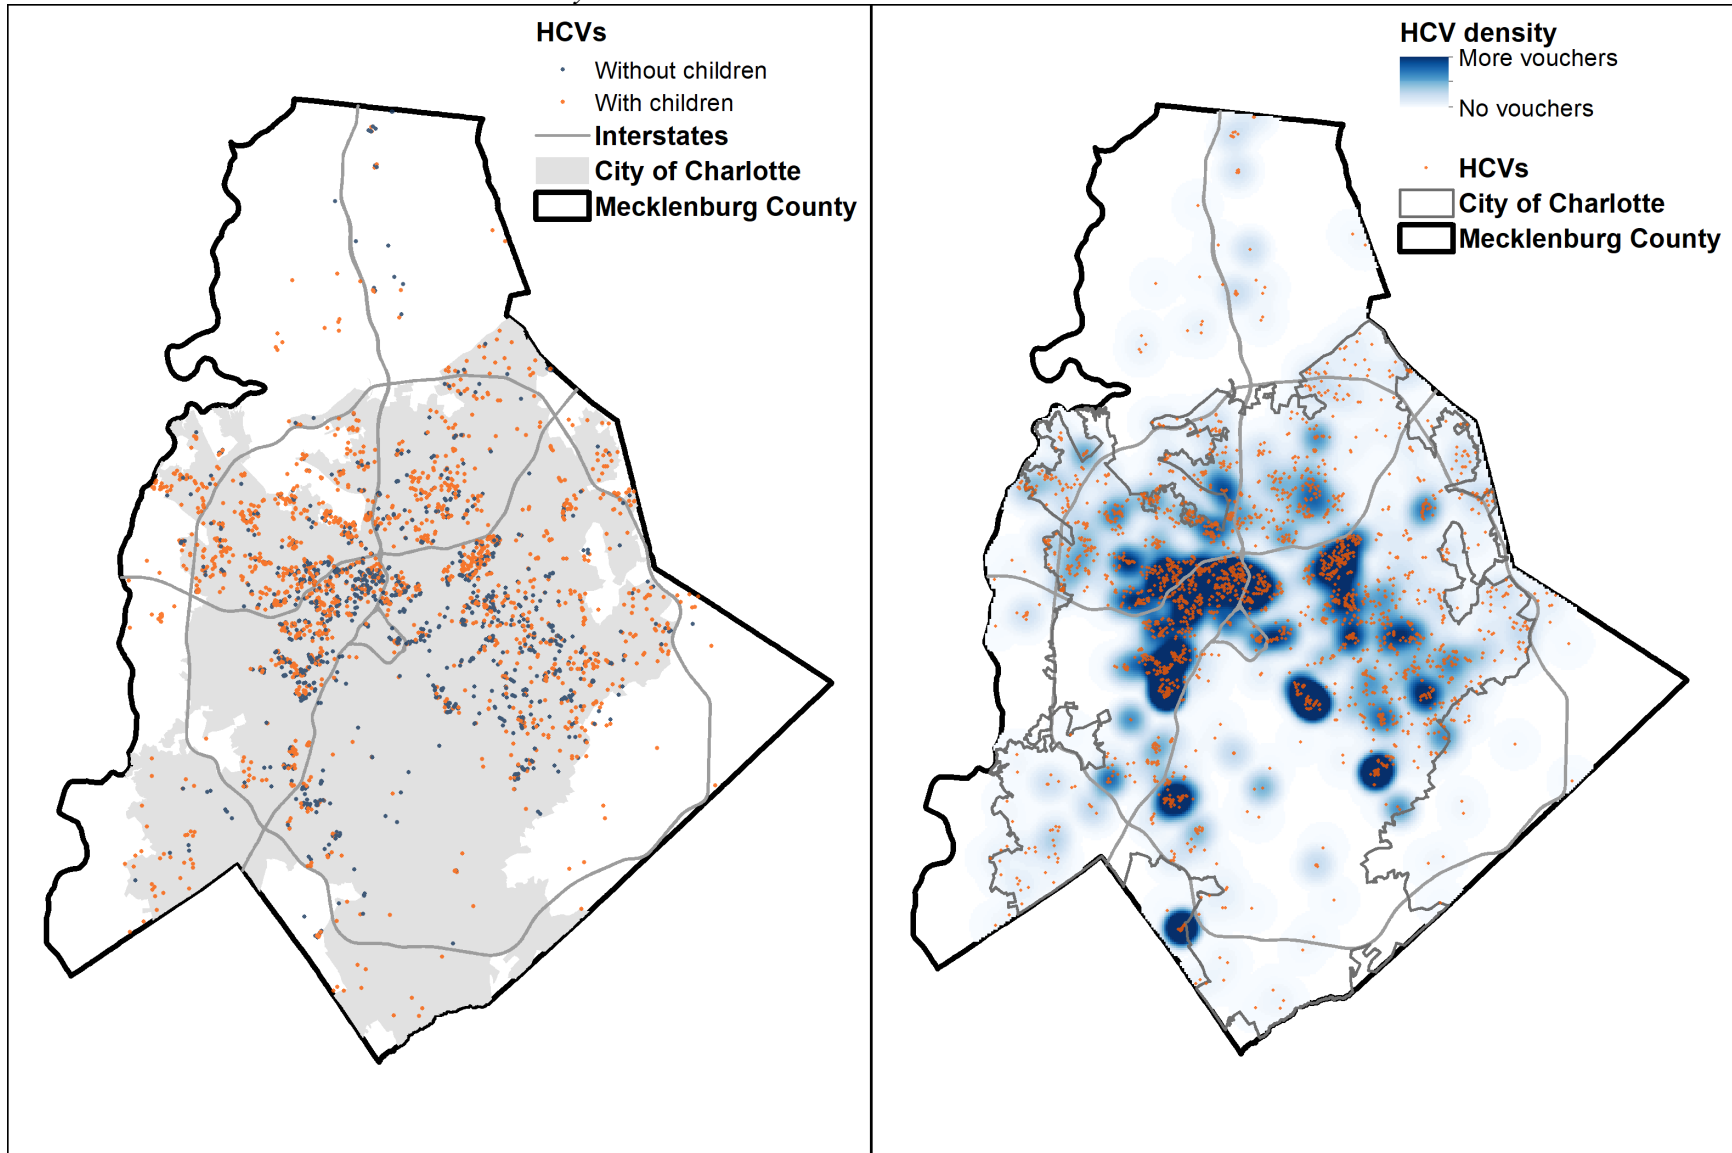 HCVs
Without children
With children
Interstates
City of Charlotte
Mecklenburg County
HCV density
More vouchers
No vouchers
HCVs
City of Charlotte
Mecklenburg County